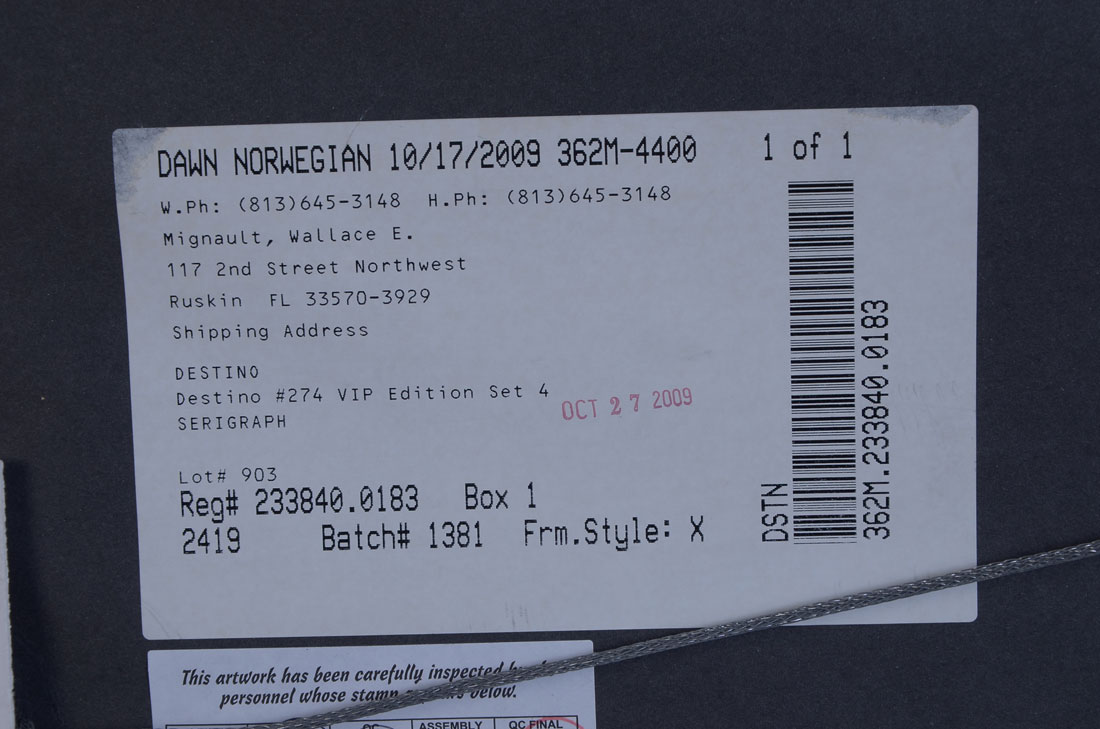 DAWN NORWEGIAN 10/17/2009 362M-4400 1 of 1
W.Ph: (813)645-3148 H.Ph: (813)645-3148
Mignault, Wallace E.
117 2nd Street Northwest
Ruskin FL 33570-3929
Shipping Address
DESTINO
Destino #274 VIP Edition Set 4
OCT 27 2009
SERIGRAPH
Lot# 903
Reg# 233840.0183 Box 1
2419 Batch# 1381 Frm.Style: X
DSTN
362M.233840.0183
This artwork has been carefully inspected
personnel whose stamp below.
QC ASSEMBLY QC FINAL